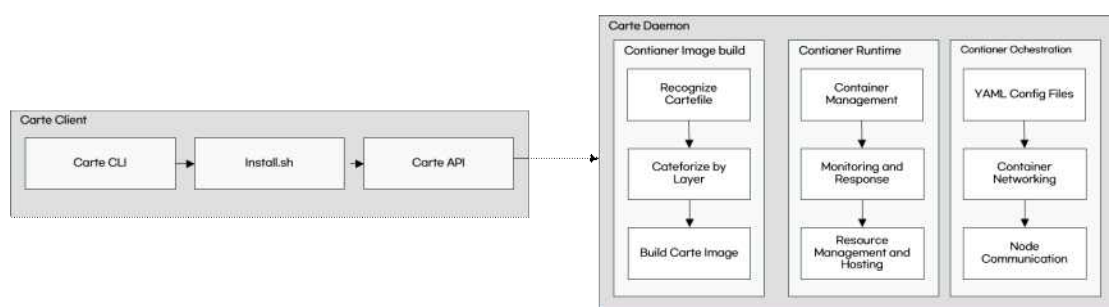 Carte Client
Carte CLI
Install.sh
Carte API
Carte Daemon
Contianer Image build
Recognize
Cartefile
Cateforize by
Layer
Build Carte Image
Contianer Runtime
Container
Management
Monitoring and
Response
Resource
Management and
Hosting
Contianer Ochestration
YAML Config Files
Container
Networking
Node
Communication